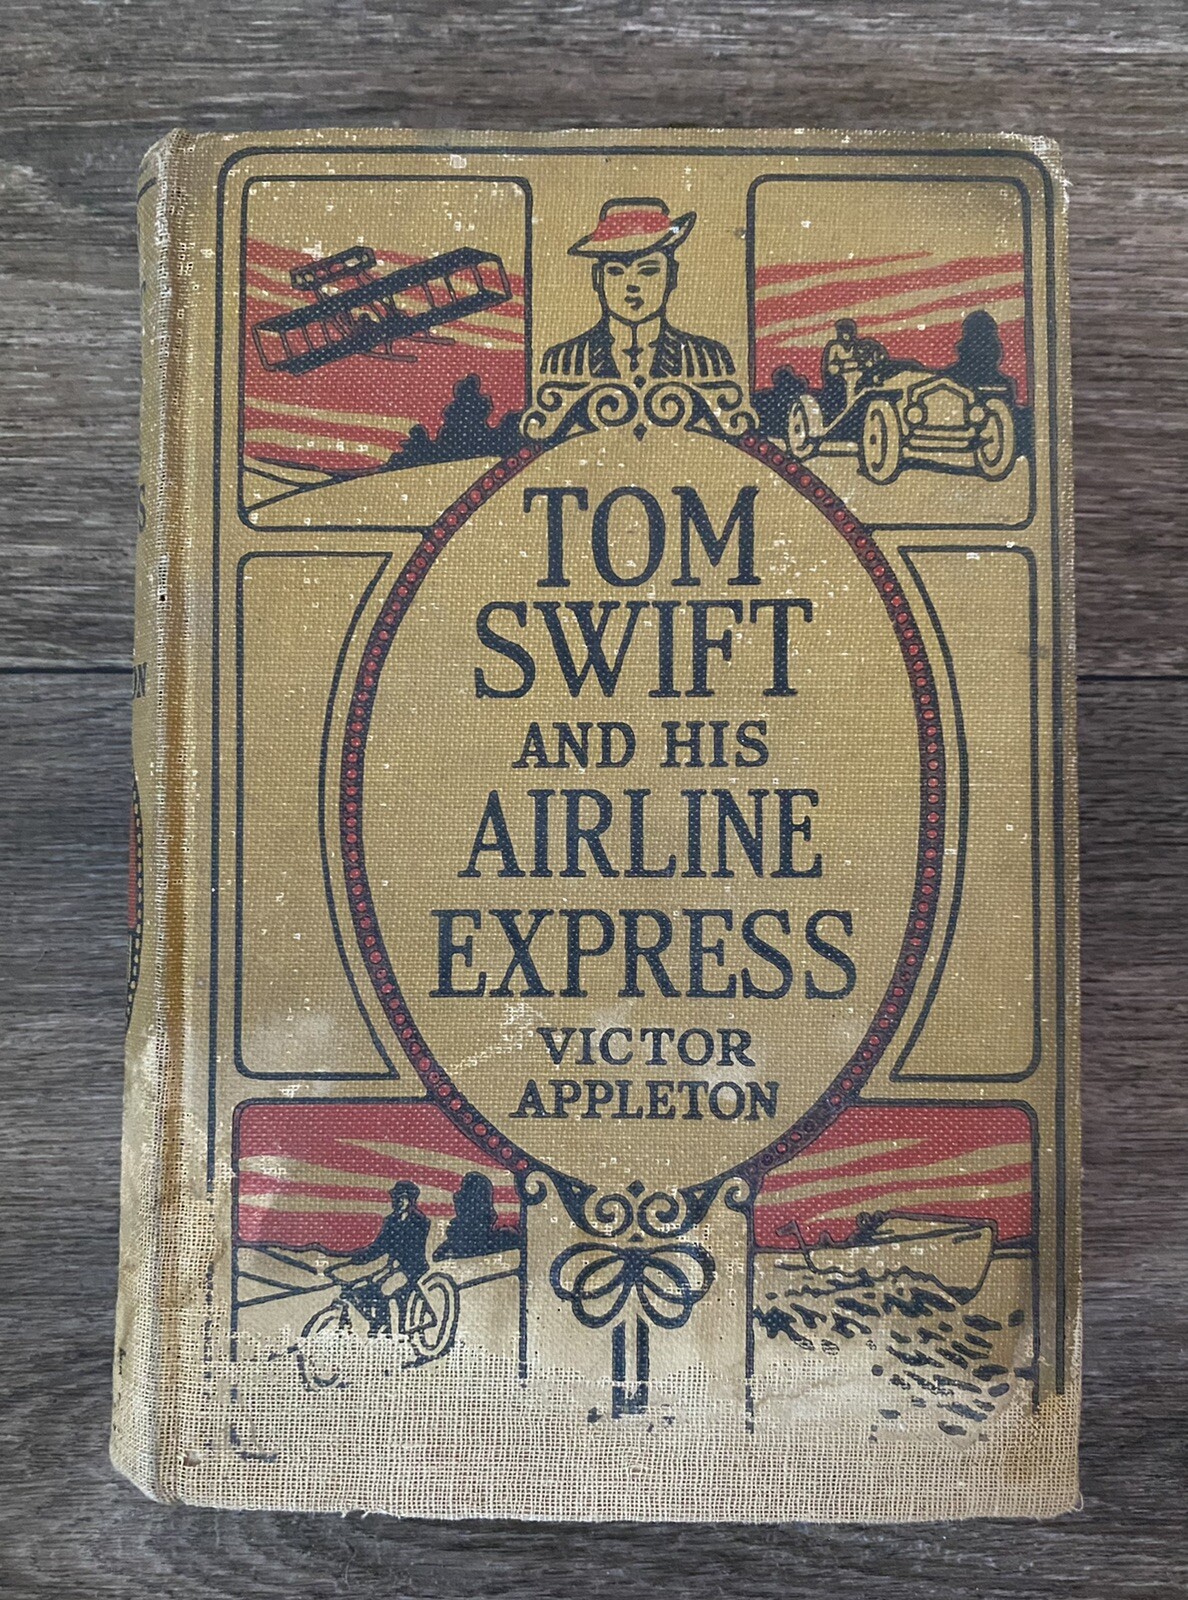 TOM
SWIFT
AND HIS
AIRLINE
EXPRESS
VICTOR
APPLETON